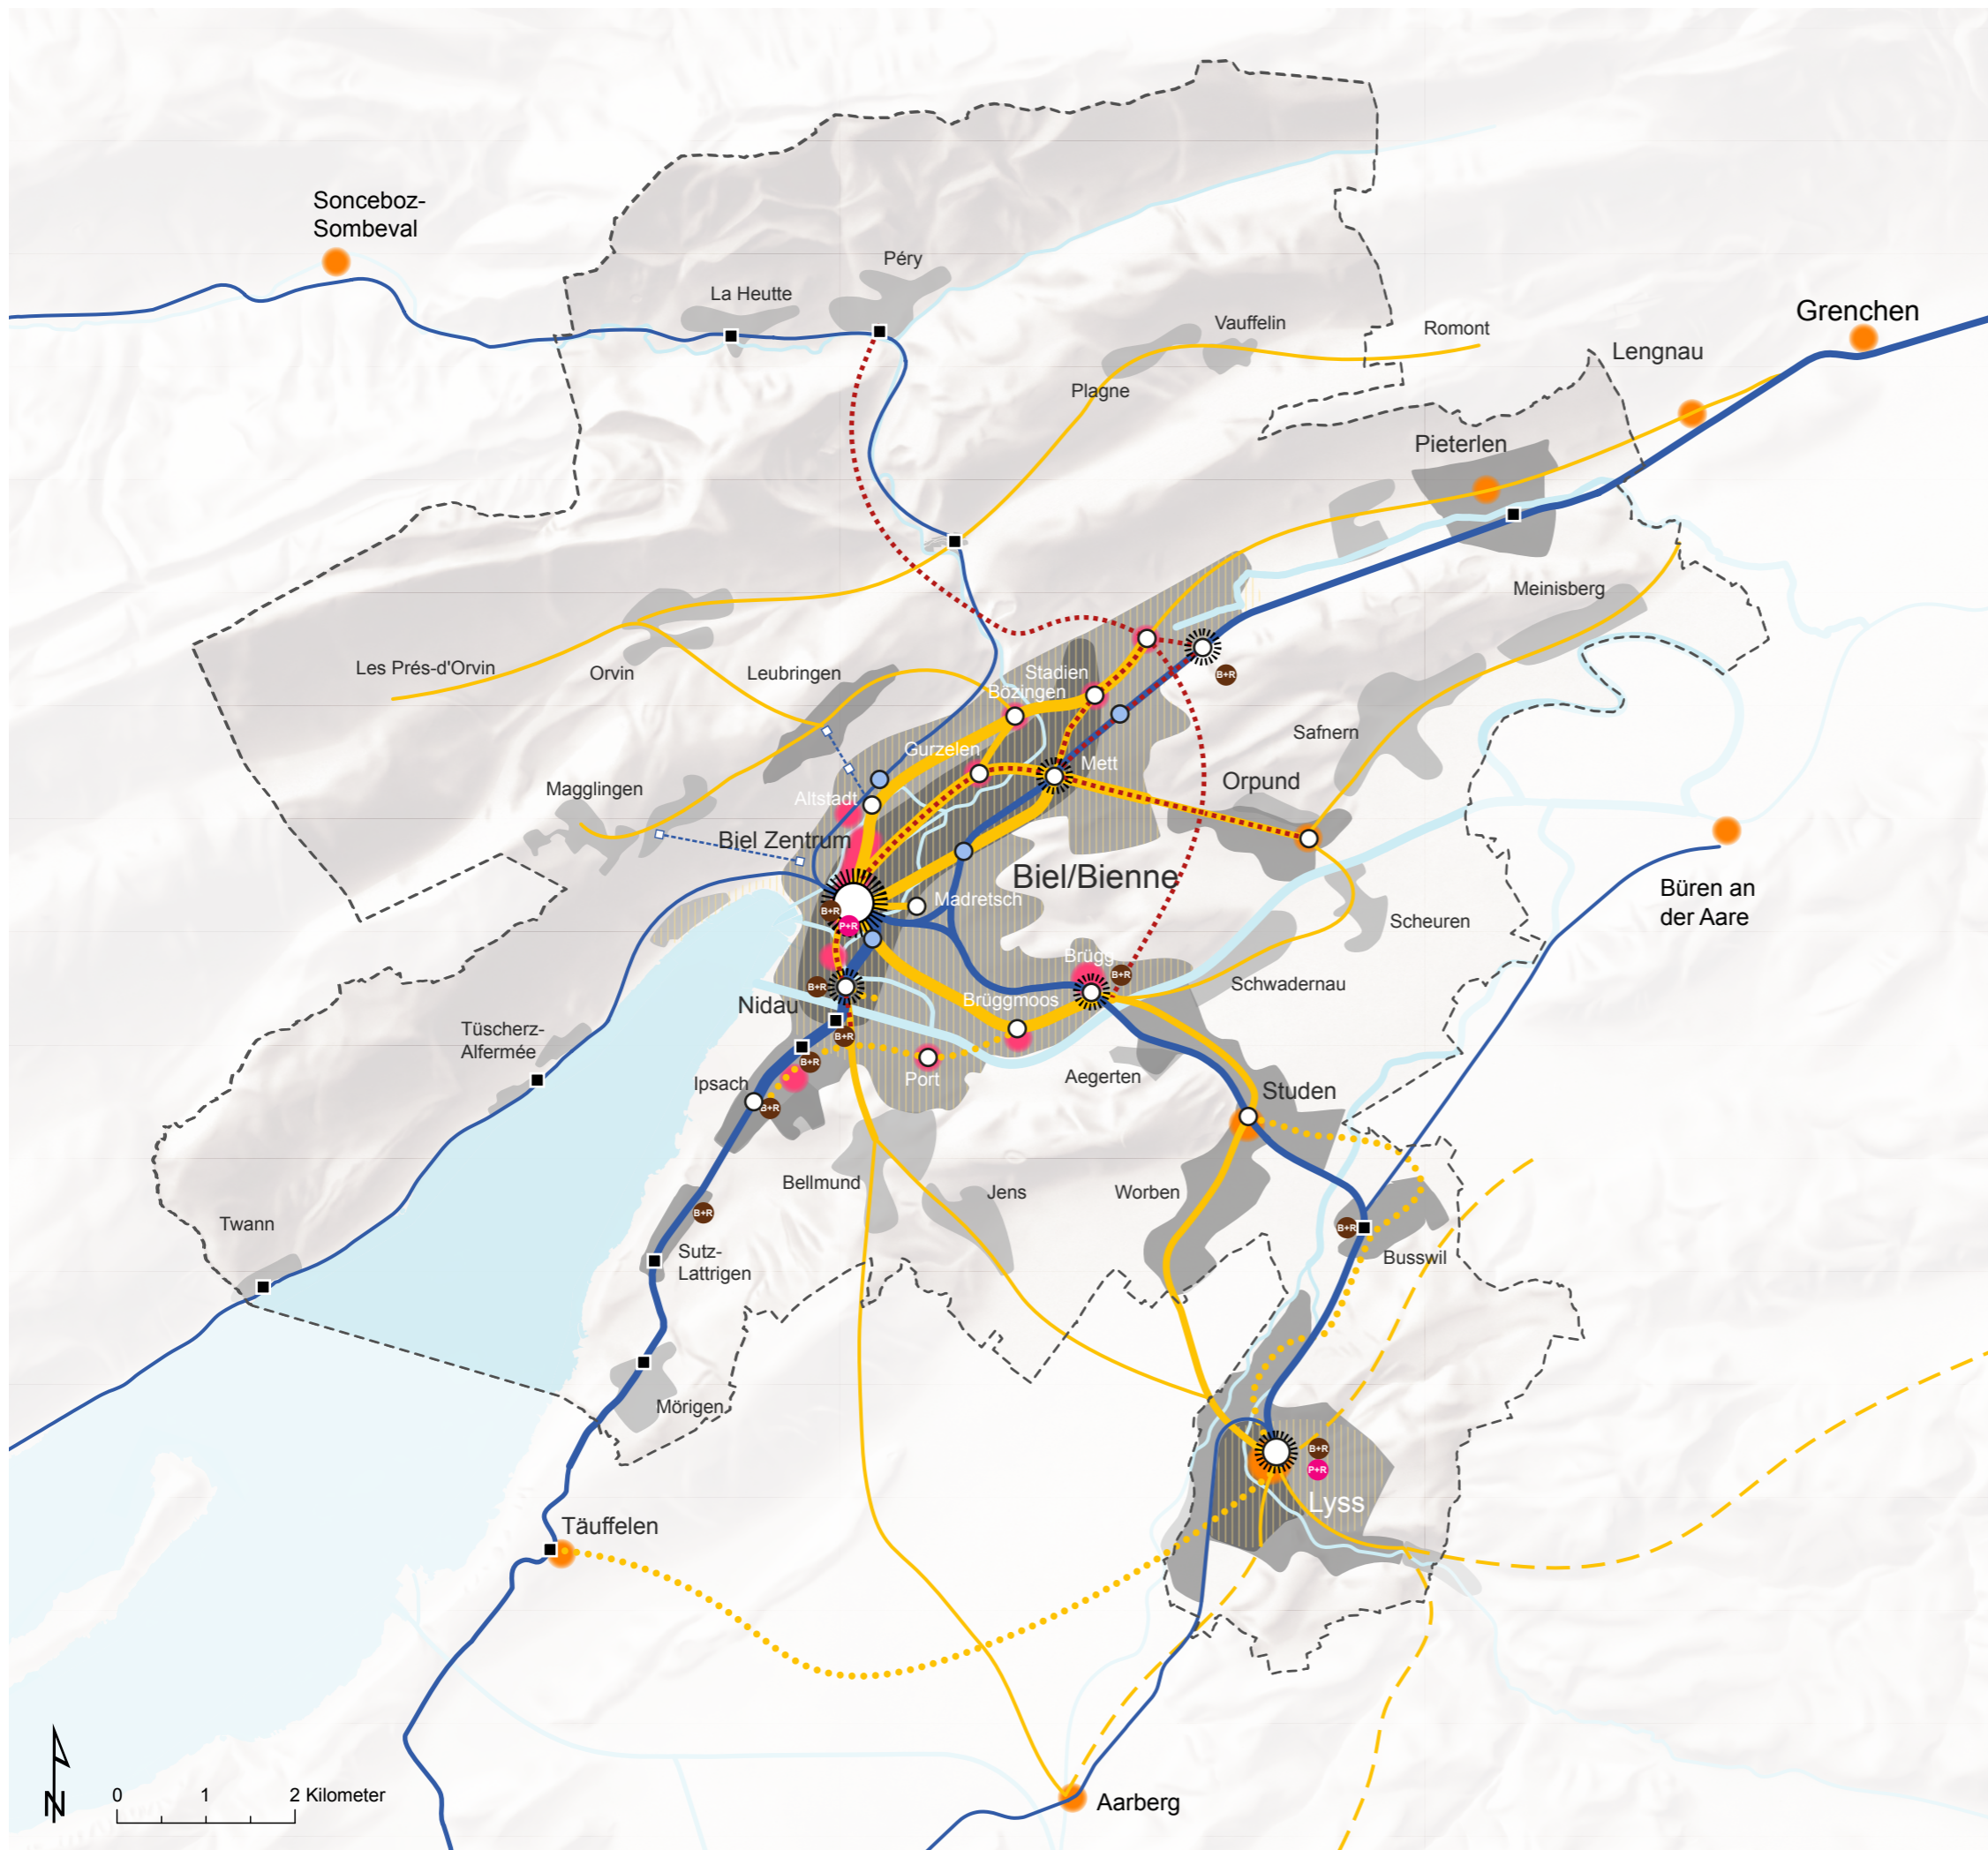 Sonceboz-
Sombeval
Péry
La Heutte
Vauffelin
Romont
Grenchen
Lengnau
Plagne
Pieterlen
Meinisberg
Les Prés-d'Orvin
Orvin
Leubringen
Stadien
Bözingen
Safnern
Gurzelen
Mett
Orpund
Magglingen
Altstadt
Biel Zentrum
Biel/Bienne
Büren an
der Aare
Madretsch
Scheuren
Brügg
Schwadernau
Brüggmoos
Nidau
Tüscherz-
Alfermée
Ipsach
Port
Aegerten
Studen
Bellmund
Jens
Worben
Twann
Sutz-
Lattrigen
Busswil
Mörigen
Lyss
Täuffelen
Aarberg
B+R
B+R
P+R
B+R
B+R
B+R
B+R
B+R
B+R
B+R
B+R
P+R
N
0 1 2 Kilometer